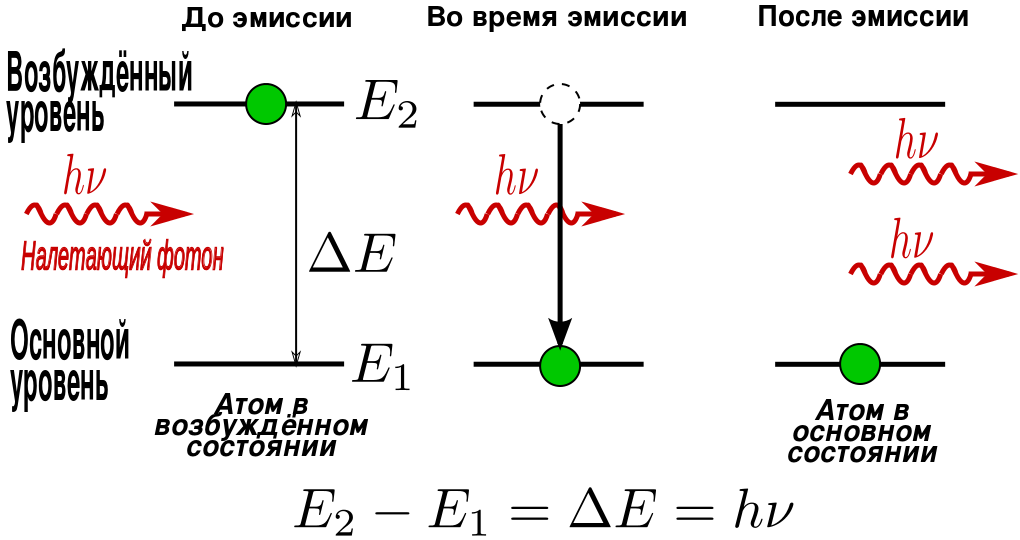 До эмиссии
Во время эмиссии
После эмиссии
Возбуждённый
уровень
E₂
hν
hν
hν
Налетающий фотон
ΔE
hν
Основной
уровень
E₁
Атом в
возбуждённом
состоянии
Атом в
основном
состоянии
E₂ − E₁ = ΔE = hν